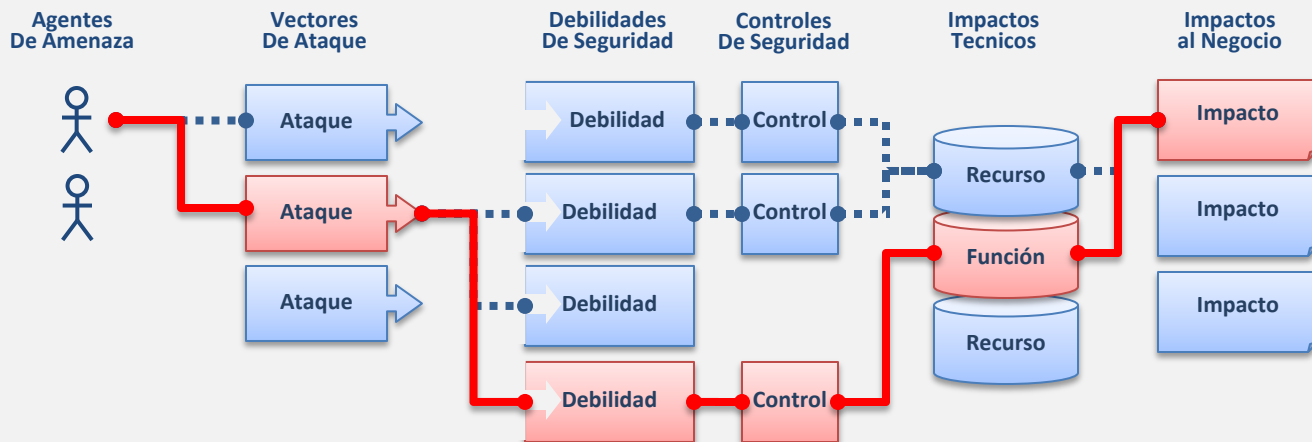 Agentes
De Amenaza
Vectores
De Ataque
Debilidades
De Seguridad
Controles
De Seguridad
Impactos
Tecnicos
Impactos
al Negocio
Ataque
Debilidad
Control
Impacto
Recurso
Ataque
Debilidad
Control
Impacto
Función
Ataque
Debilidad
Impacto
Recurso
Debilidad
Control